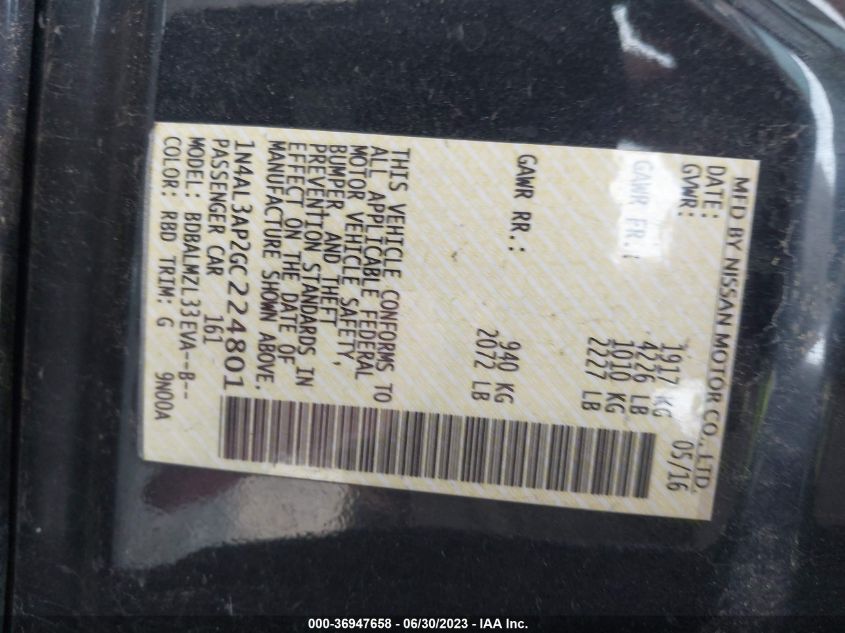 MFD BY NISSAN MOTOR CO., LTD.
DATE: 05/16
GVWR: 1917 KG
4226 LB
GAWR FR.: 1010 KG
2227 LB
GAWR RR.: 940 KG
2072 LB
THIS VEHICLE CONFORMS TO
ALL APPLICABLE FEDERAL
MOTOR VEHICLE SAFETY,
BUMPER, AND THEFT
PREVENTION STANDARDS IN
EFFECT ON THE DATE OF
MANUFACTURE SHOWN ABOVE.
1N4AL3AP2GC224801
PASSENGER CAR 161
MODEL: BDBALMZL33EVA--B--
COLOR: RBD TRIM: G 9N00A
000-36947658 - 06/30/2023 - IAA Inc.